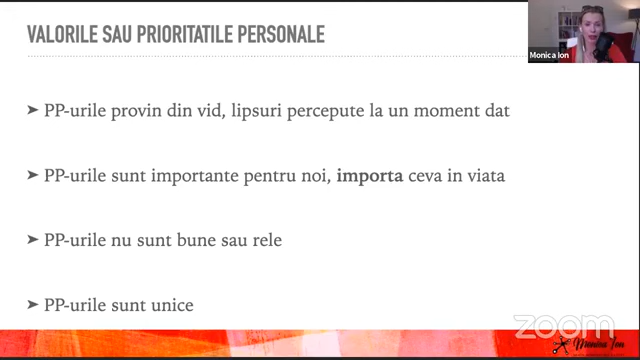 VALORILE SAU PRIORITATILE PERSONALE
Monica Ion
➤ PP-urile provin din vid, lipsuri percepute la un moment dat
➤ PP-urile sunt importante pentru noi, importa ceva in viata
➤ PP-urile nu sunt bune sau rele
➤ PP-urile sunt unice
zoom
Monica Ion